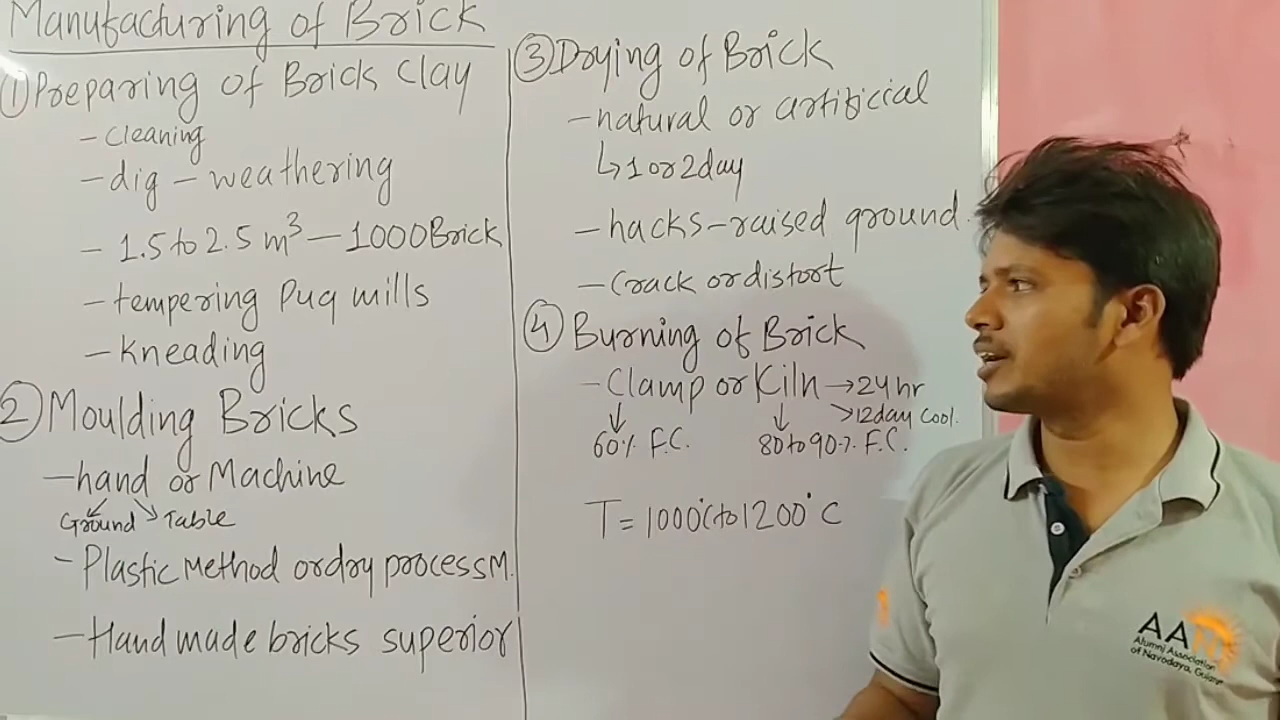 Manufacturing of Brick
① Preparing of Brick Clay
- cleaning
- dig - weathering
- 1.5 to 2.5 m³ - 1000 Brick
- tempering Pug mills
- kneading
② Moulding Bricks
- hand or Machine
Ground Table
- Plastic Method or dry process M.
- Hand made bricks superior
③ Drying of Brick
- natural or artificial
↳ 1 or 2 day
- hacks - raised ground.
- Crack or distort
④ Burning of Brick
- Clamp or Kiln → 24 hr
→ 12 day cool.
60% F.C. 80 to 90% F.C.
T = 1000°C to 1200°C
AAN
Alumni Association
of Navodaya,